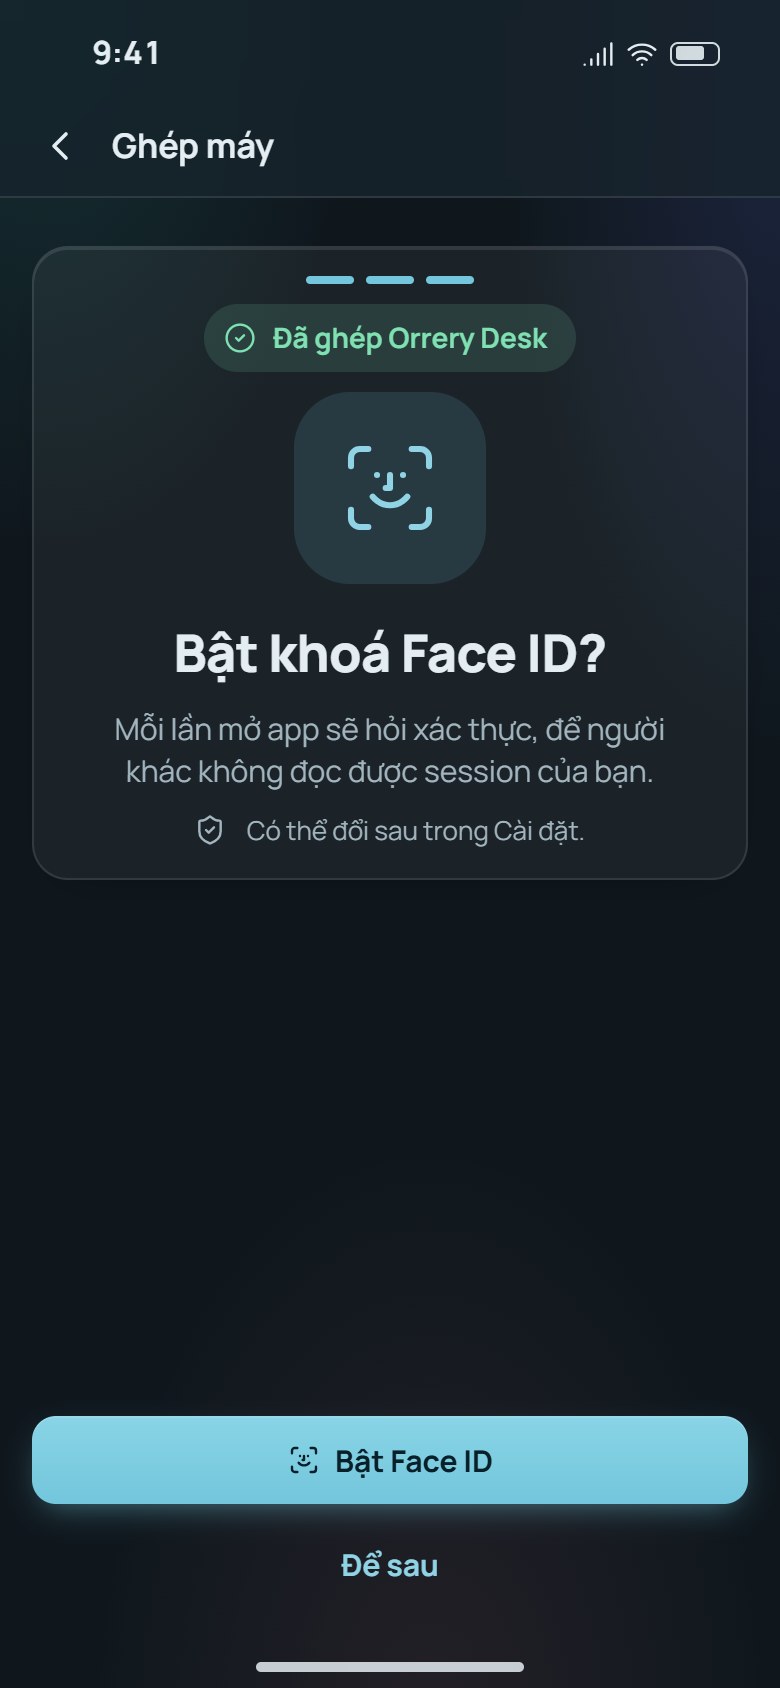 9:41
Ghép máy
Đã ghép Orrery Desk
Bật khoá Face ID?
Mỗi lần mở app sẽ hỏi xác thực, để người
khác không đọc được session của bạn.
Có thể đổi sau trong Cài đặt.
Bật Face ID
Để sau